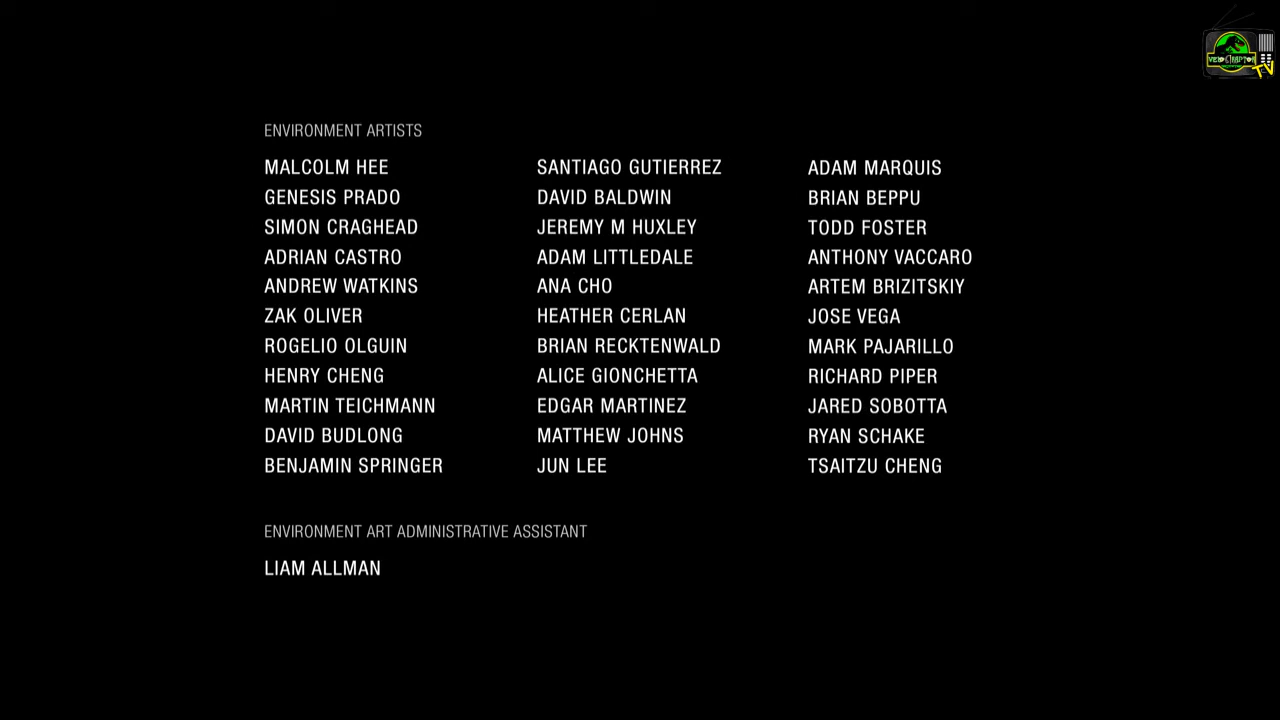 ENVIRONMENT ARTISTS
MALCOLM HEE
GENESIS PRADO
SIMON CRAGHEAD
ADRIAN CASTRO
ANDREW WATKINS
ZAK OLIVER
ROGELIO OLGUIN
HENRY CHENG
MARTIN TEICHMANN
DAVID BUDLONG
BENJAMIN SPRINGER
SANTIAGO GUTIERREZ
DAVID BALDWIN
JEREMY M HUXLEY
ADAM LITTLEDALE
ANA CHO
HEATHER CERLAN
BRIAN RECKTENWALD
ALICE GIONCHETTA
EDGAR MARTINEZ
MATTHEW JOHNS
JUN LEE
ADAM MARQUIS
BRIAN BEPPU
TODD FOSTER
ANTHONY VACCARO
ARTEM BRIZITSKIY
JOSE VEGA
MARK PAJARILLO
RICHARD PIPER
JARED SOBOTTA
RYAN SCHAKE
TSAITZU CHENG
ENVIRONMENT ART ADMINISTRATIVE ASSISTANT
LIAM ALLMAN
TV